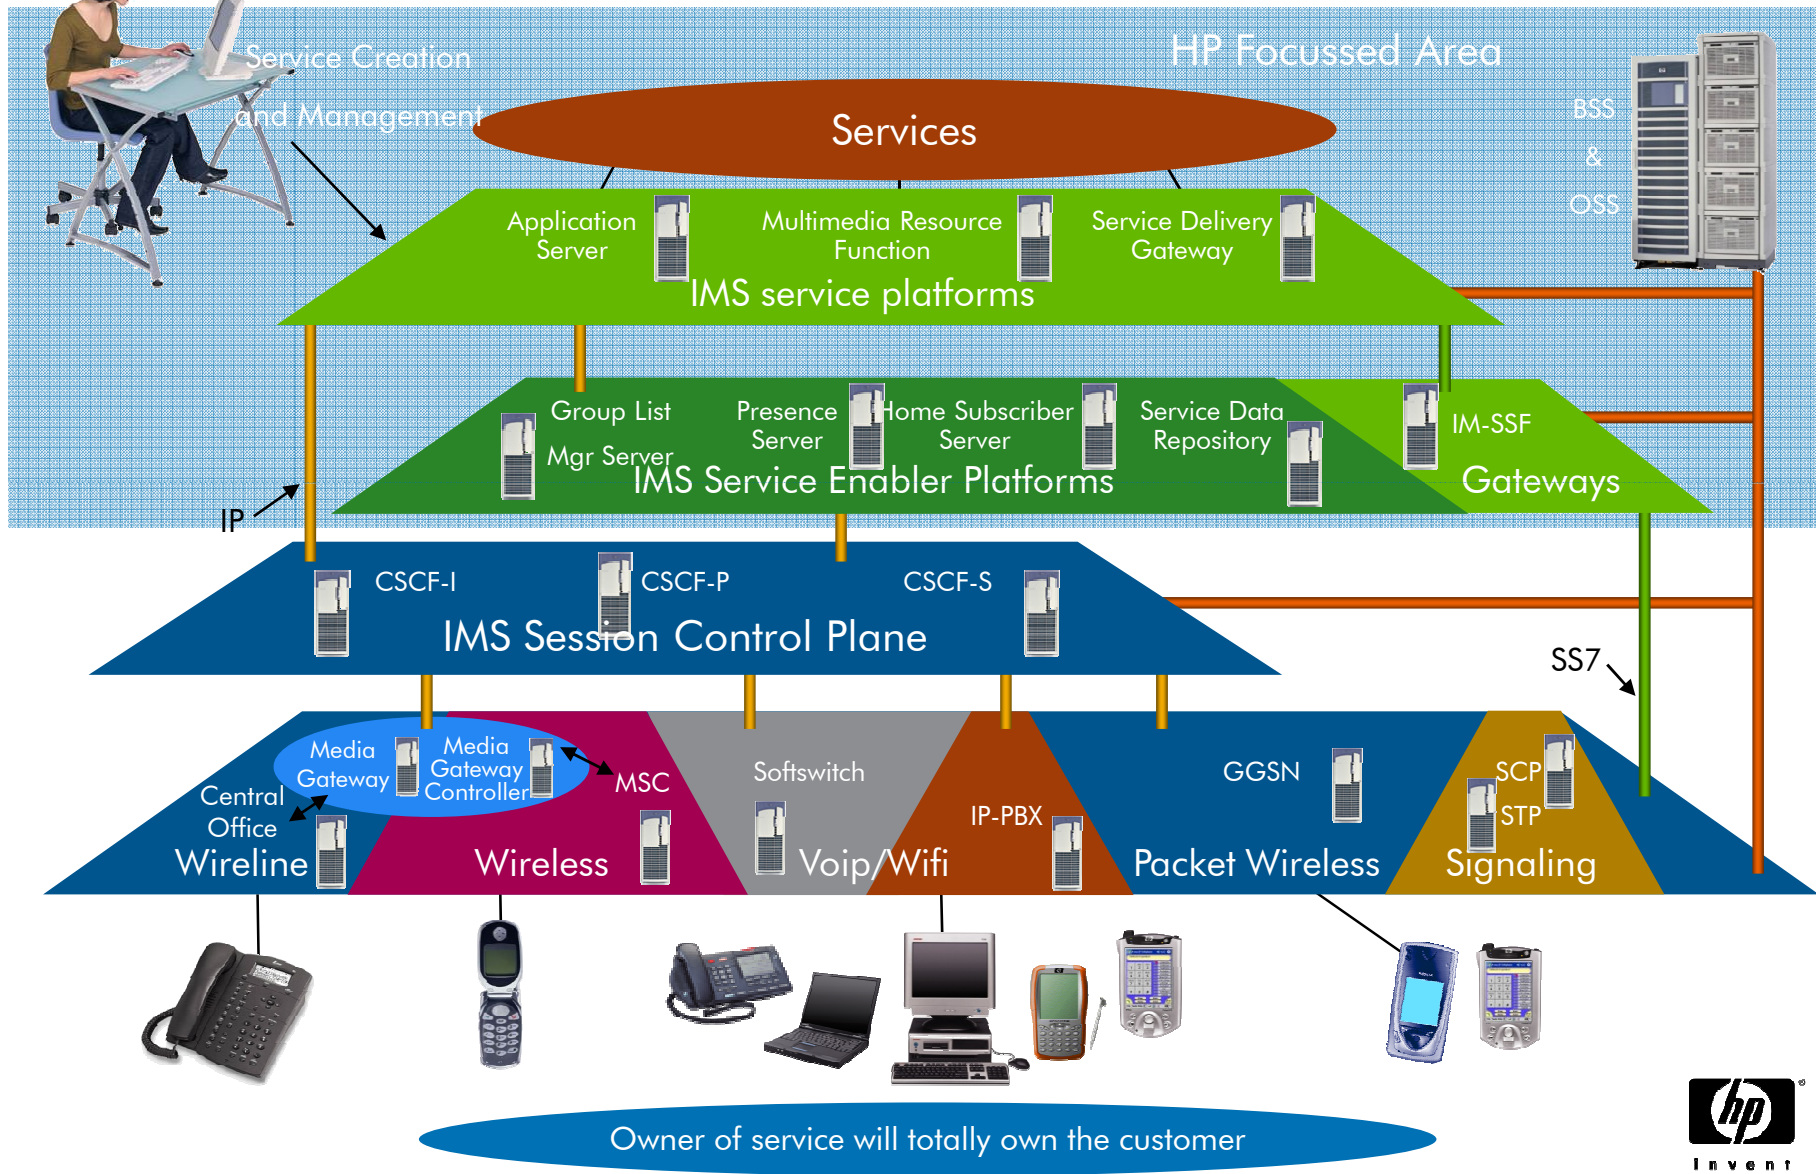 Service Creation
and Management
HP Focussed Area
Services
BSS
&
OSS
Application
Server
Multimedia Resource
Function
Service Delivery
Gateway
IMS service platforms
Group List
Mgr Server
Presence
Server
Home Subscriber
Server
Service Data
Repository
IM-SSF
IMS Service Enabler Platforms
Gateways
IP
CSCF-I
CSCF-P
CSCF-S
IMS Session Control Plane
SS7
Media
Gateway
Media
Gateway
Controller
MSC
Central
Office
Wireline
Wireless
Softswitch
Voip/Wifi
IP-PBX
GGSN
Packet Wireless
SCP
STP
Signaling
Owner of service will totally own the customer
hp
®
invent